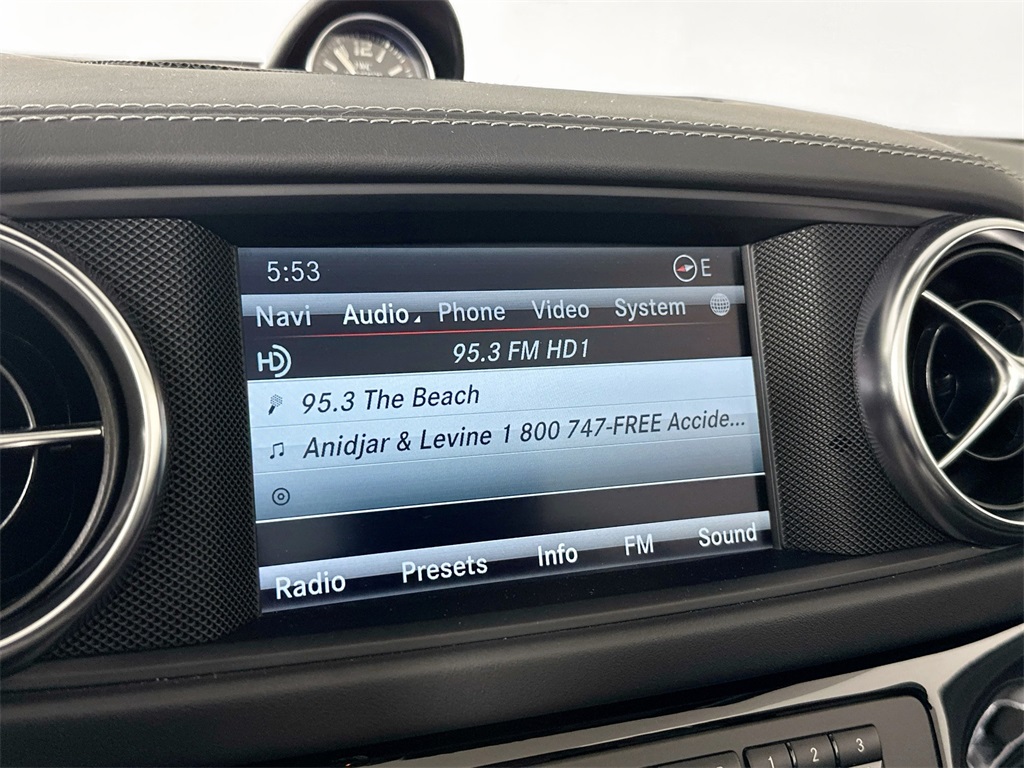 12
5:53
E
Navi Audio Phone Video System
HD 95.3 FM HD1
95.3 The Beach
Anidjar & Levine 1 800 747-FREE Accide...
Radio Presets Info FM Sound
1 2 3